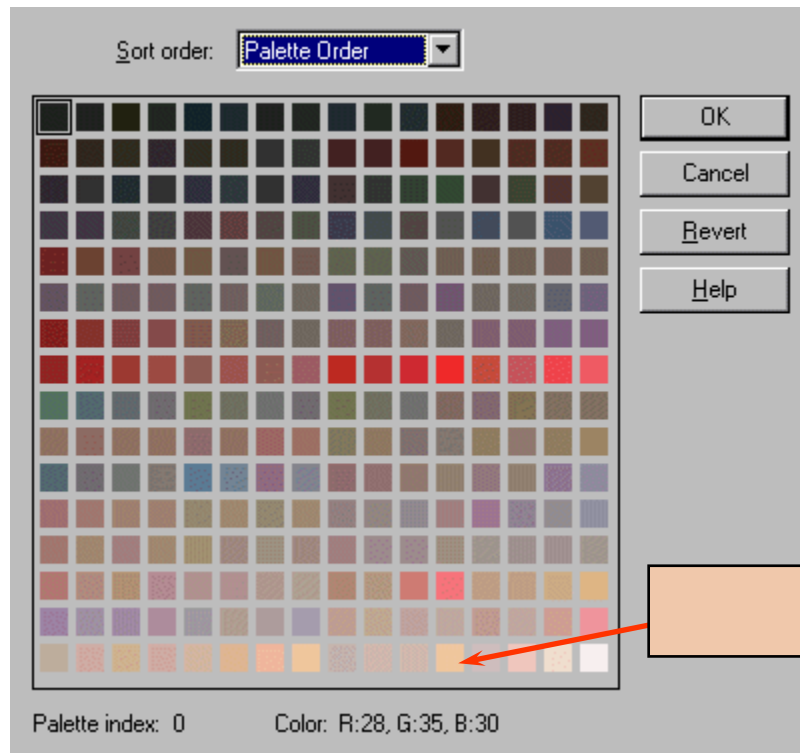 Sort order: Palette Order
OK
Cancel
Revert
Help
Palette index: 0 Color: R:28, G:35, B:30